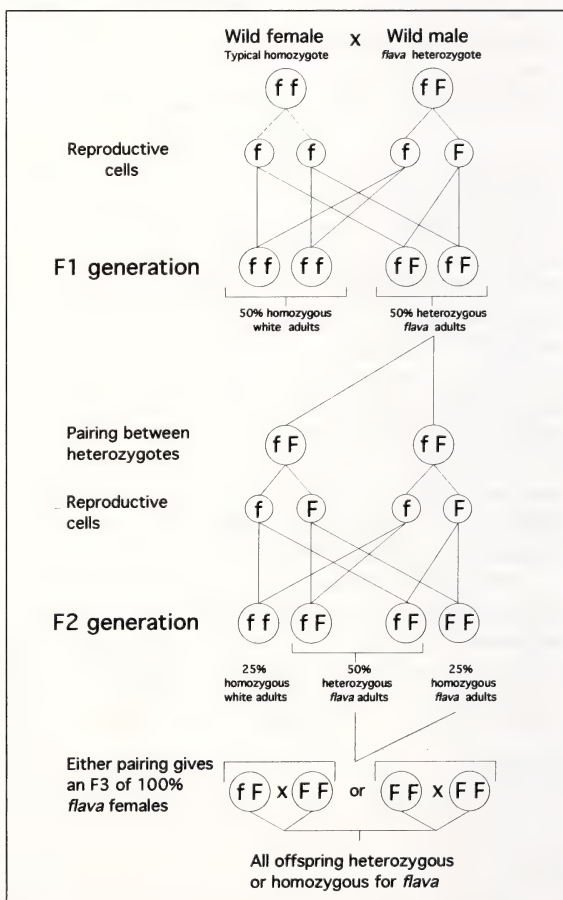 Wild female x Wild male
Typical homozygote flava heterozygote
f f f F
Reproductive
cells
f f f F
F1 generation
f f f f f F f F
50% homozygous
white adults
50% heterozygous
flava adults
Pairing between
heterozygotes
f F f F
Reproductive
cells
f F f F
F2 generation
f f f F f F F F
25%
homozygous
white adults
50%
heterozygous
flava adults
25%
homozygous
flava adults
Either pairing gives
an F3 of 100%
flava females
f F x F F or F F x F F
All offspring heterozygous
or homozygous for flava